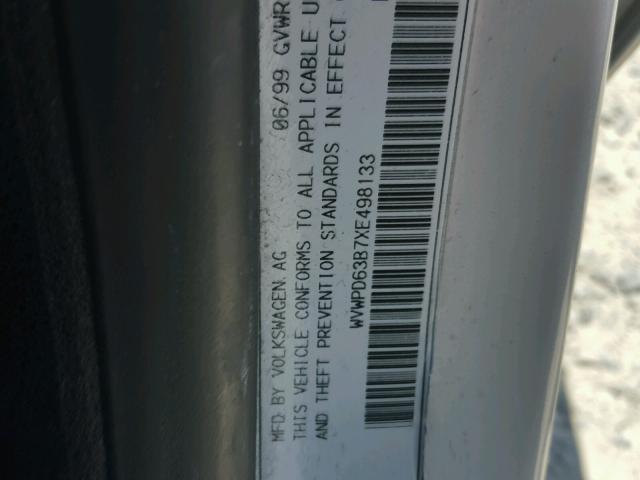 MFD. BY VOLKSWAGEN AG 06/99 GVWR
THIS VEHICLE CONFORMS TO ALL APPLICABLE U
AND THEFT PREVENTION STANDARDS IN EFFECT
WVWPD63B7XE498133